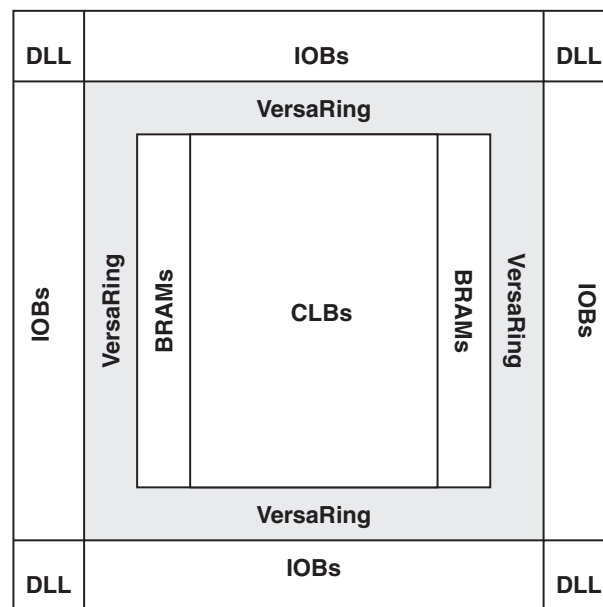 DLL
IOBs
DLL
VersaRing
IOBs
VersaRing
BRAMs
CLBs
BRAMs
VersaRing
IOBs
VersaRing
DLL
IOBs
DLL